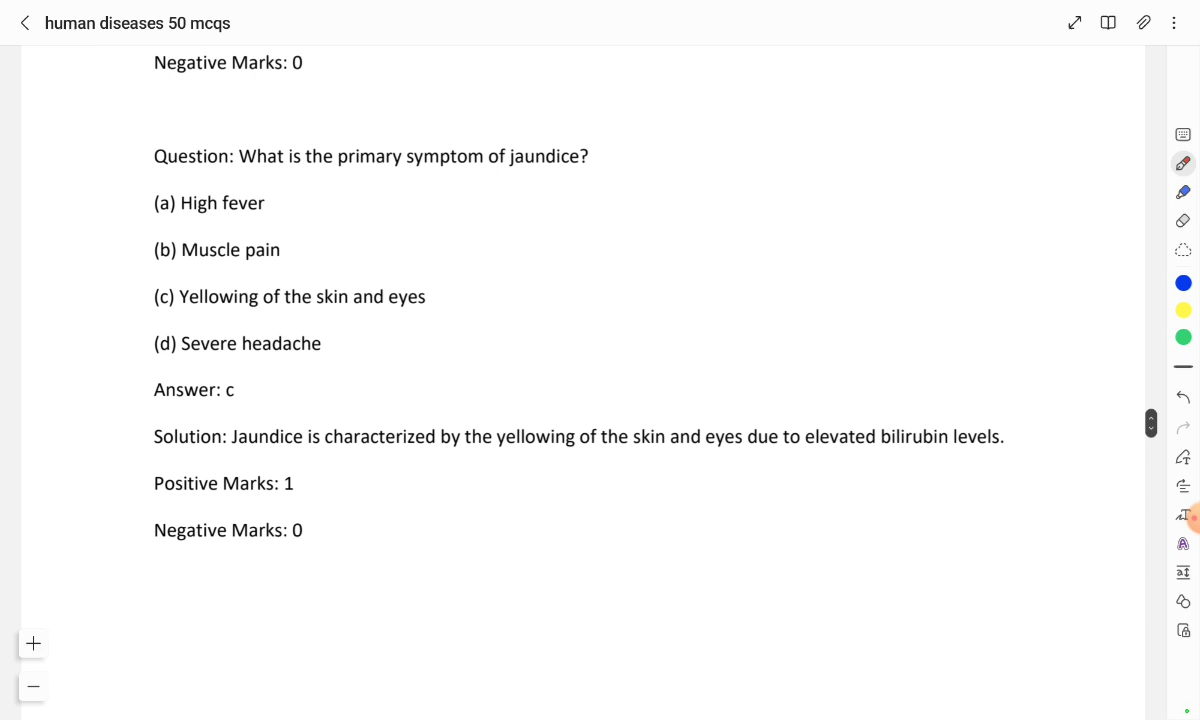 human diseases 50 mcqs
Negative Marks: 0
Question: What is the primary symptom of jaundice?
(a) High fever
(b) Muscle pain
(c) Yellowing of the skin and eyes
(d) Severe headache
Answer: c
Solution: Jaundice is characterized by the yellowing of the skin and eyes due to elevated bilirubin levels.
Positive Marks: 1
Negative Marks: 0